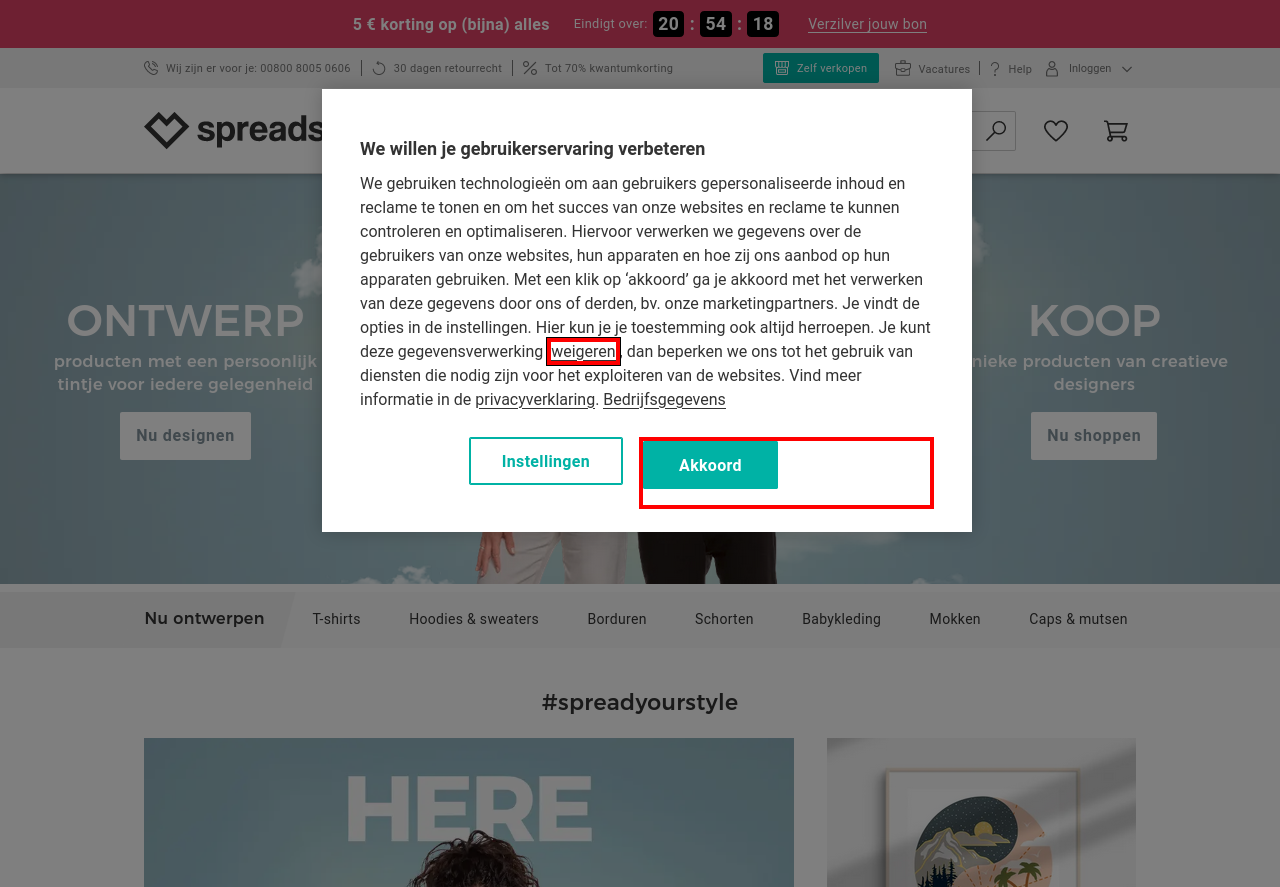 5 € korting op (bijna) alles Eindigt over: 20 : 54 : 18 Verzilver jouw bon
Wij zijn er voor je: 00800 8005 0606 30 dagen retourrecht Tot 70% kwantumkorting Zelf verkopen Vacatures Help Inloggen
spreads
We willen je gebruikerservaring verbeteren
We gebruiken technologieën om aan gebruikers gepersonaliseerde inhoud en
reclame te tonen en om het succes van onze websites en reclame te kunnen
controleren en optimaliseren. Hiervoor verwerken we gegevens over de
gebruikers van onze websites, hun apparaten en hoe zij ons aanbod op hun
apparaten gebruiken. Met een klik op ‘akkoord’ ga je akkoord met het verwerken
van deze gegevens door ons of derden, bv. onze marketingpartners. Je vindt de
opties in de instellingen. Hier kun je je toestemming ook altijd herroepen. Je kunt
deze gegevensverwerking weigeren, dan beperken we ons tot het gebruik van
diensten die nodig zijn voor het exploiteren van de websites. Vind meer
informatie in de privacyverklaring. Bedrijfsgegevens
Instellingen Akkoord
ONTWERP
producten met een persoonlijk
tintje voor iedere gelegenheid
Nu designen
KOOP
nieke producten van creatieve
designers
Nu shoppen
Nu ontwerpen T-shirts Hoodies & sweaters Borduren Schorten Babykleding Mokken Caps & mutsen
#spreadyourstyle
HERE